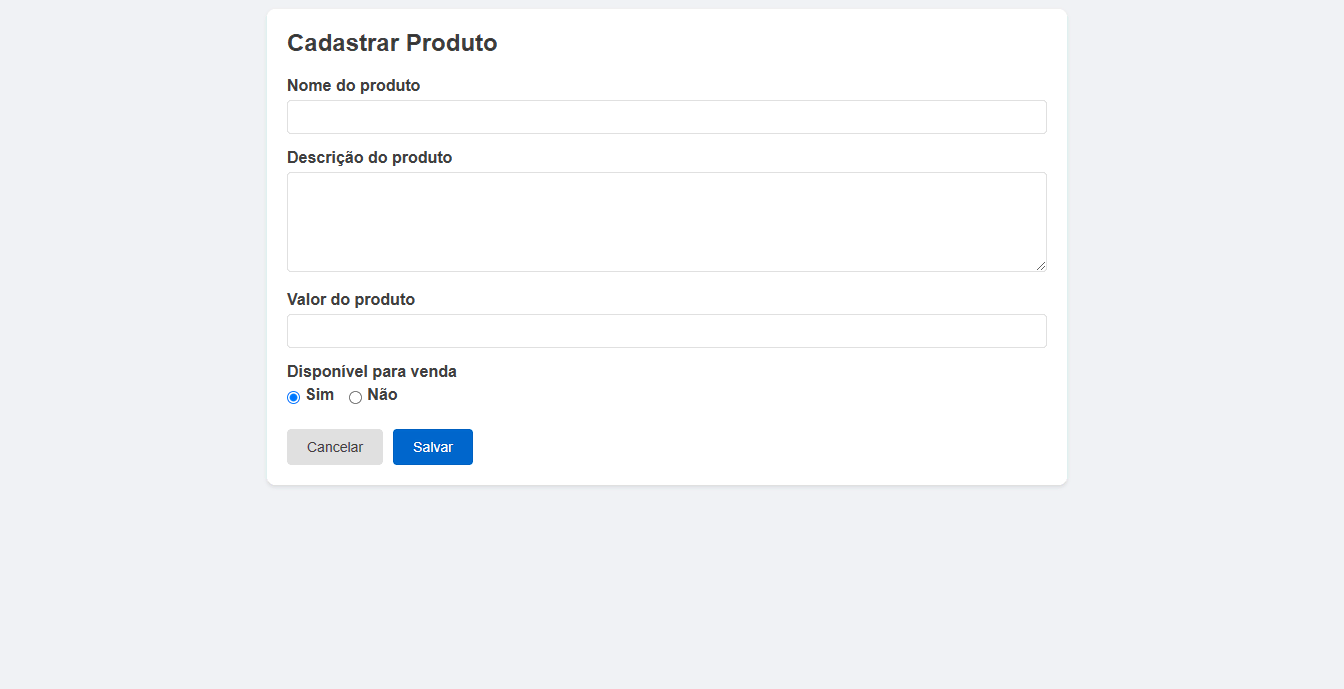 Cadastrar Produto
Nome do produto
Descrição do produto
Valor do produto
Disponível para venda
Sim Não
Cancelar Salvar